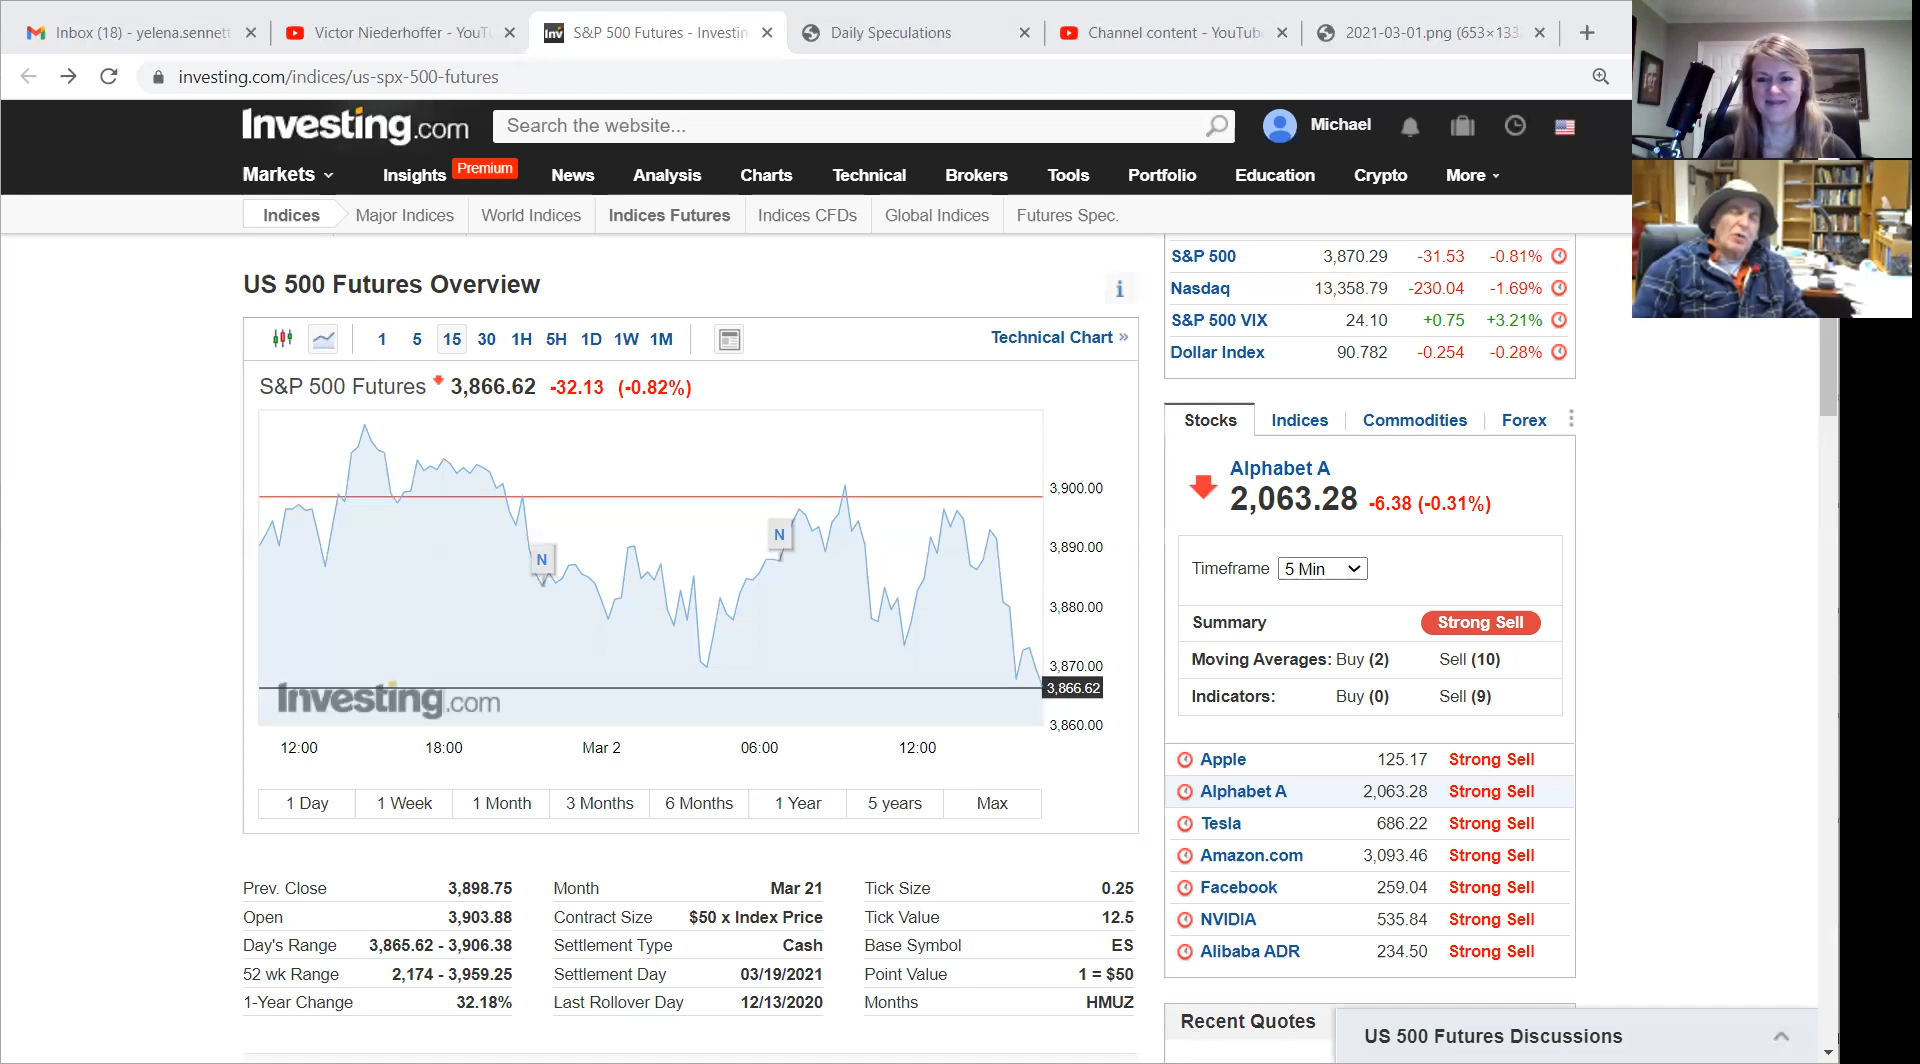 Inbox (18) - yelena.sennett
Victor Niederhoffer - YouTu
S&P 500 Futures - Investin
Daily Speculations
Channel content - YouTube
2021-03-01.png (653×133
investing.com/indices/us-spx-500-futures
Investing.com
Search the website...
Michael
Markets
Insights
Premium
News
Analysis
Charts
Technical
Brokers
Tools
Portfolio
Education
Crypto
More
Indices
Major Indices
World Indices
Indices Futures
Indices CFDs
Global Indices
Futures Spec.
US 500 Futures Overview
i
1 5 15 30 1H 5H 1D 1W 1M
Technical Chart »
S&P 500 Futures 3,866.62 -32.13 (-0.82%)
3,900.00
3,890.00
3,880.00
3,870.00
3,866.62
3,860.00
N
N
Investing.com
12:00 18:00 Mar 2 06:00 12:00
1 Day 1 Week 1 Month 3 Months 6 Months 1 Year 5 years Max
Prev. Close 3,898.75
Open 3,903.88
Day's Range 3,865.62 - 3,906.38
52 wk Range 2,174 - 3,959.25
1-Year Change 32.18%
Month Mar 21
Contract Size $50 x Index Price
Settlement Type Cash
Settlement Day 03/19/2021
Last Rollover Day 12/13/2020
Tick Size 0.25
Tick Value 12.5
Base Symbol ES
Point Value 1 = $50
Months HMUZ
S&P 500 3,870.29 -31.53 -0.81%
Nasdaq 13,358.79 -230.04 -1.69%
S&P 500 VIX 24.10 +0.75 +3.21%
Dollar Index 90.782 -0.254 -0.28%
Stocks Indices Commodities Forex
Alphabet A
2,063.28 -6.38 (-0.31%)
Timeframe 5 Min
Summary Strong Sell
Moving Averages: Buy (2) Sell (10)
Indicators: Buy (0) Sell (9)
Apple 125.17 Strong Sell
Alphabet A 2,063.28 Strong Sell
Tesla 686.22 Strong Sell
Amazon.com 3,093.46 Strong Sell
Facebook 259.04 Strong Sell
NVIDIA 535.84 Strong Sell
Alibaba ADR 234.50 Strong Sell
Recent Quotes
US 500 Futures Discussions